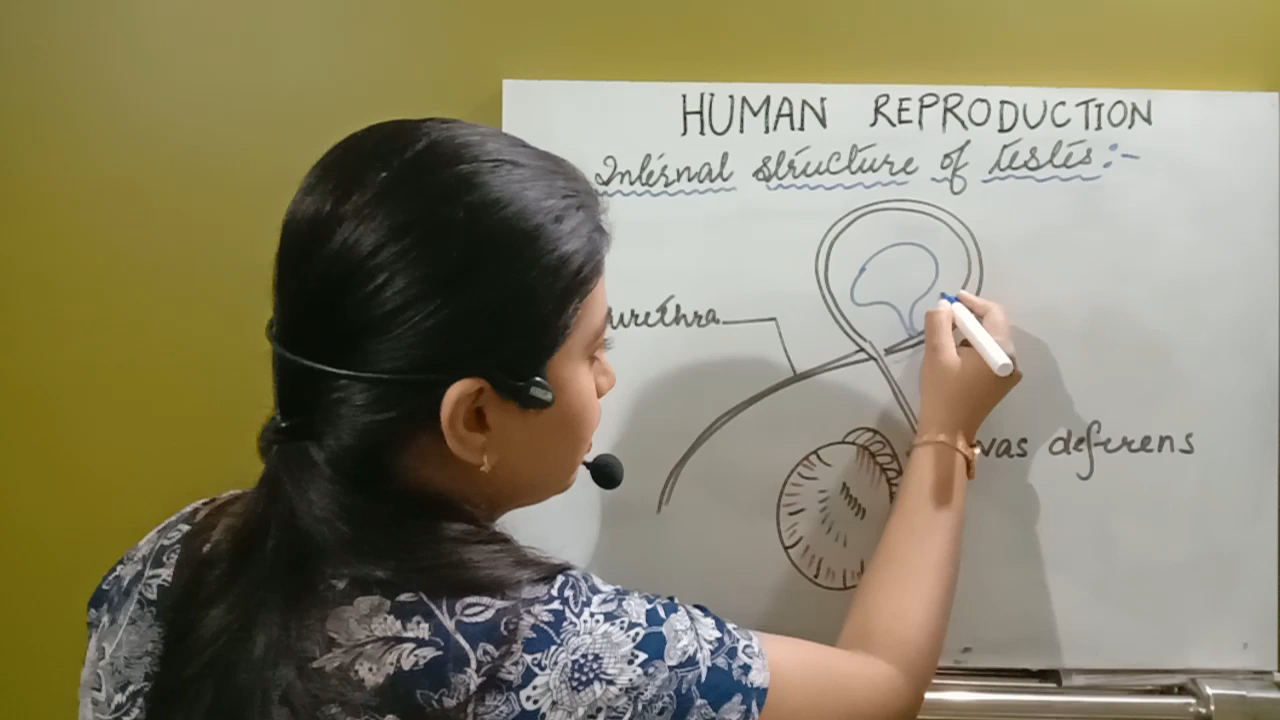 HUMAN REPRODUCTION
Internal structure of testes:-
urethra
vas deferens